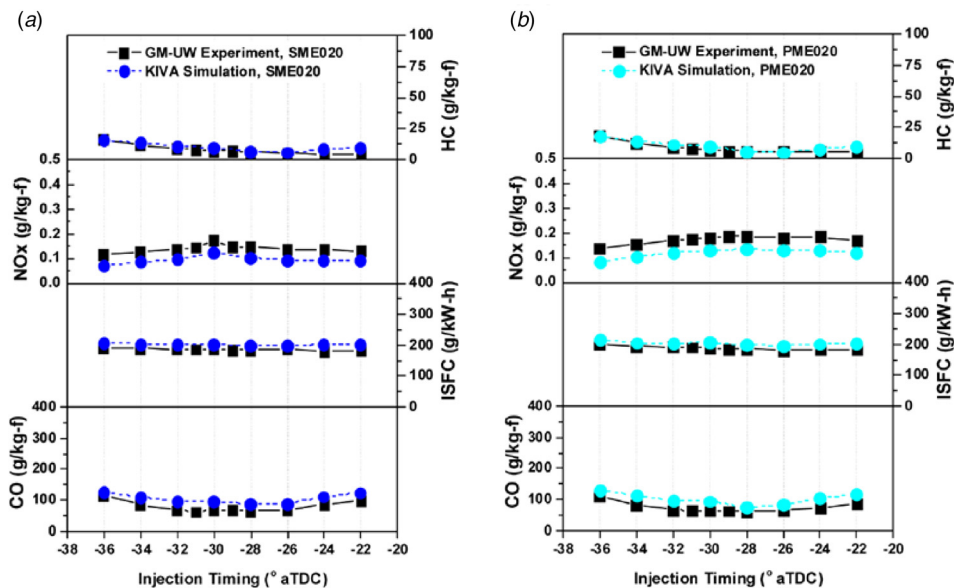 (a)
GM-UW Experiment, SME020
KIVA Simulation, SME020
100
75
50
25
0
HC (g/kg-f)
0.5
0.4
0.3
0.2
0.1
0.0
NOx (g/kg-f)
400
300
200
100
0
ISFC (g/kW-h)
400
300
200
100
0
CO (g/kg-f)
-38 -36 -34 -32 -30 -28 -26 -24 -22 -20
Injection Timing (° aTDC)
(b)
GM-UW Experiment, PME020
KIVA Simulation, PME020
100
75
50
25
0
HC (g/kg-f)
0.5
0.4
0.3
0.2
0.1
0.0
NOx (g/kg-f)
400
300
200
100
0
ISFC (g/kW-h)
400
300
200
100
0
CO (g/kg-f)
-38 -36 -34 -32 -30 -28 -26 -24 -22 -20
Injection Timing (° aTDC)